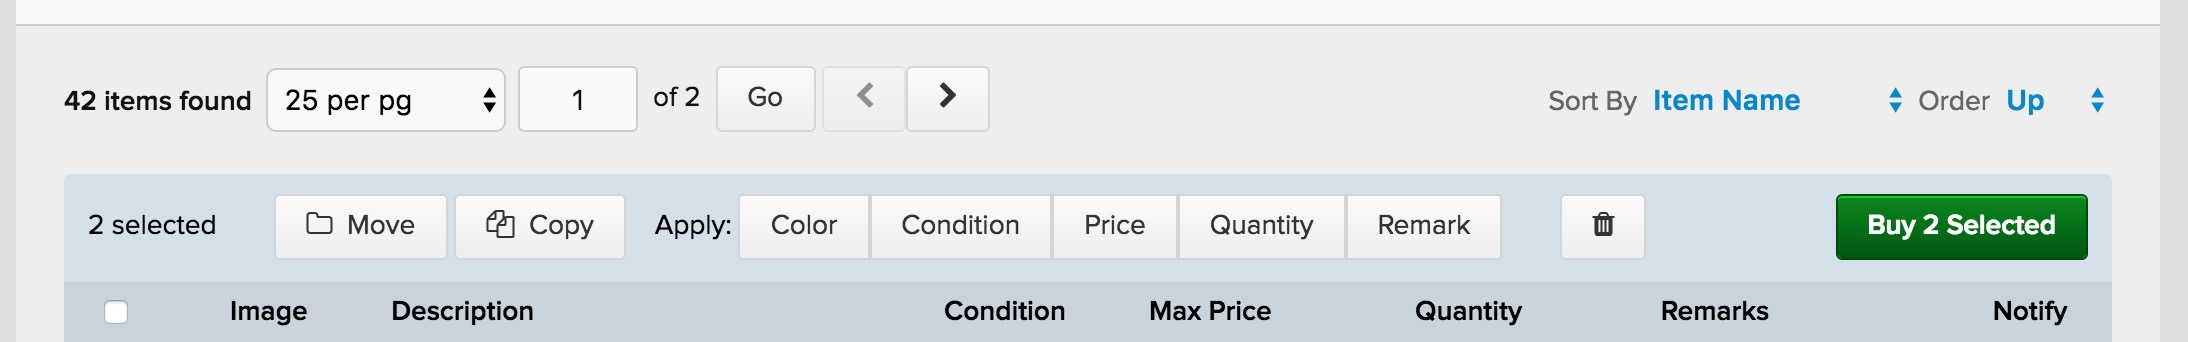 42 items found 25 per pg 1 of 2 Go Sort By Item Name Order Up
2 selected Move Copy Apply: Color Condition Price Quantity Remark Buy 2 Selected
Image Description Condition Max Price Quantity Remarks Notify